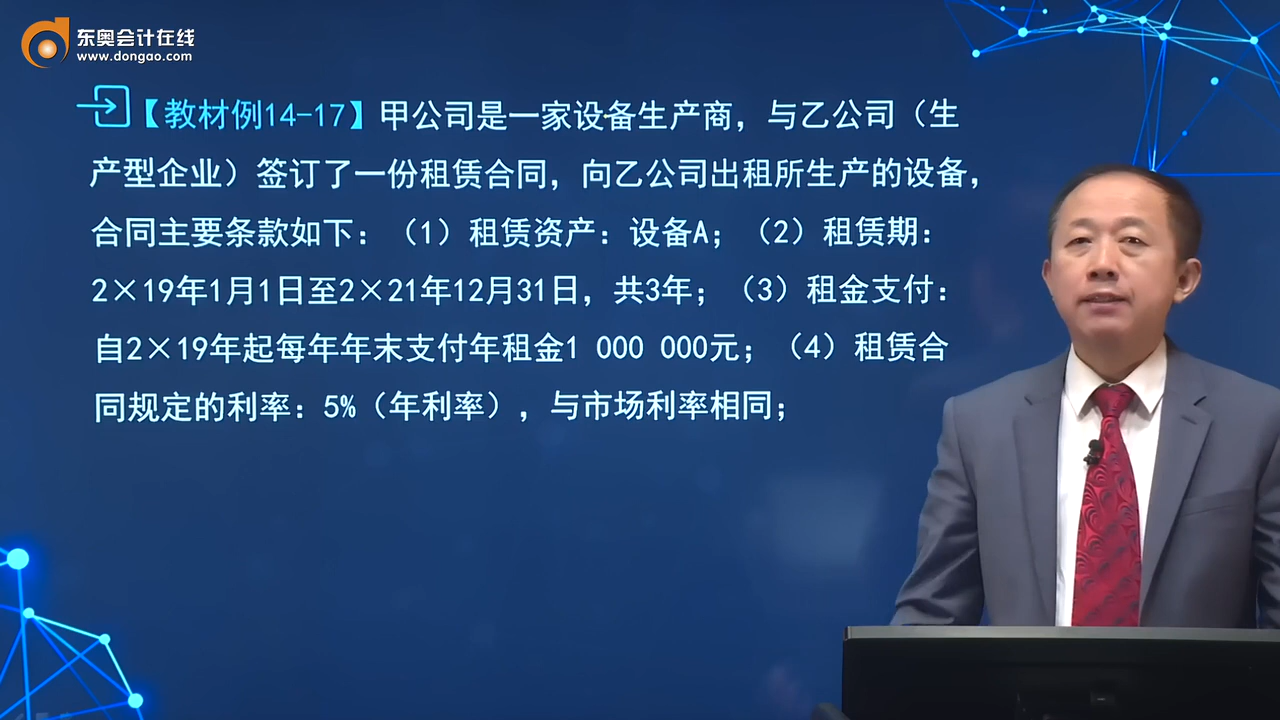 东奥会计在线
www.dongao.com
【教材例14-17】甲公司是一家设备生产商，与乙公司（生
产型企业）签订了一份租赁合同，向乙公司出租所生产的设备，
合同主要条款如下：（1）租赁资产：设备A；（2）租赁期：
2×19年1月1日至2×21年12月31日，共3年；（3）租金支付：
自2×19年起每年年末支付年租金1 000 000元；（4）租赁合
同规定的利率：5%（年利率），与市场利率相同；